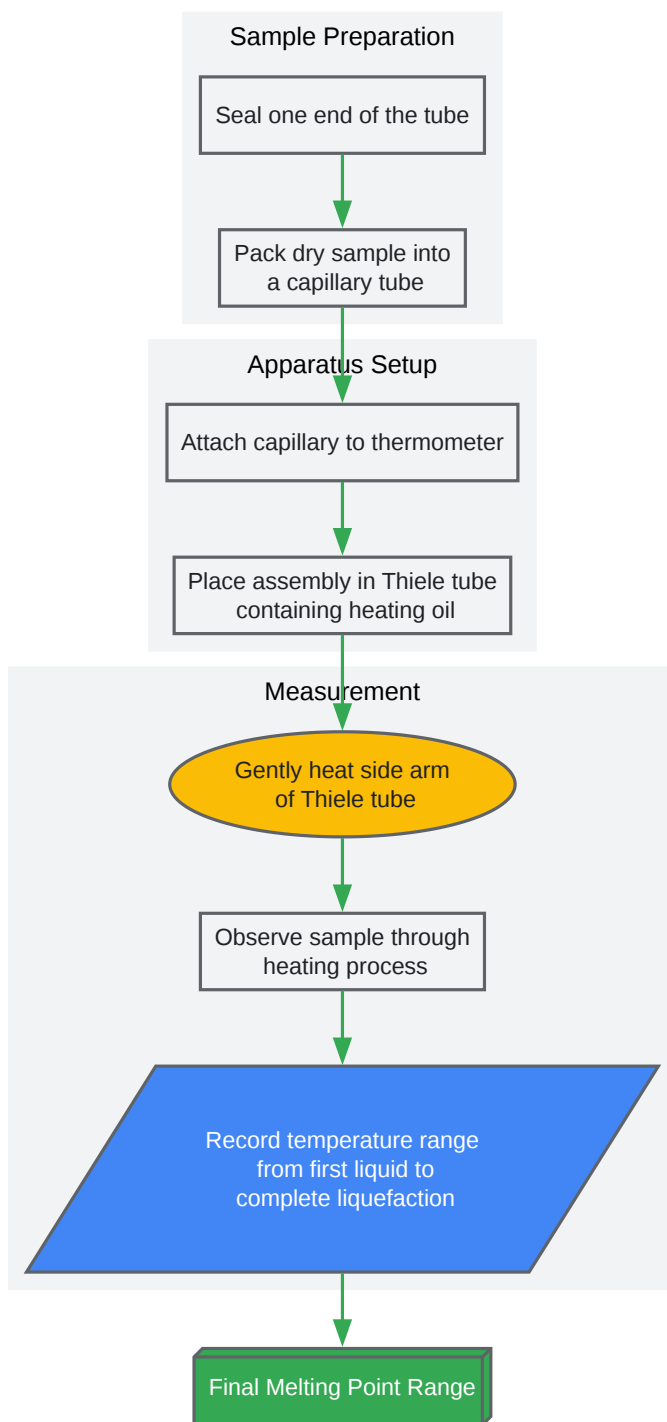 Sample Preparation
Seal one end of the tube
Pack dry sample into
a capillary tube
Apparatus Setup
Attach capillary to thermometer
Place assembly in Thiele tube
containing heating oil
Measurement
Gently heat side arm
of Thiele tube
Observe sample through
heating process
Record temperature range
from first liquid to
complete liquefaction
Final Melting Point Range